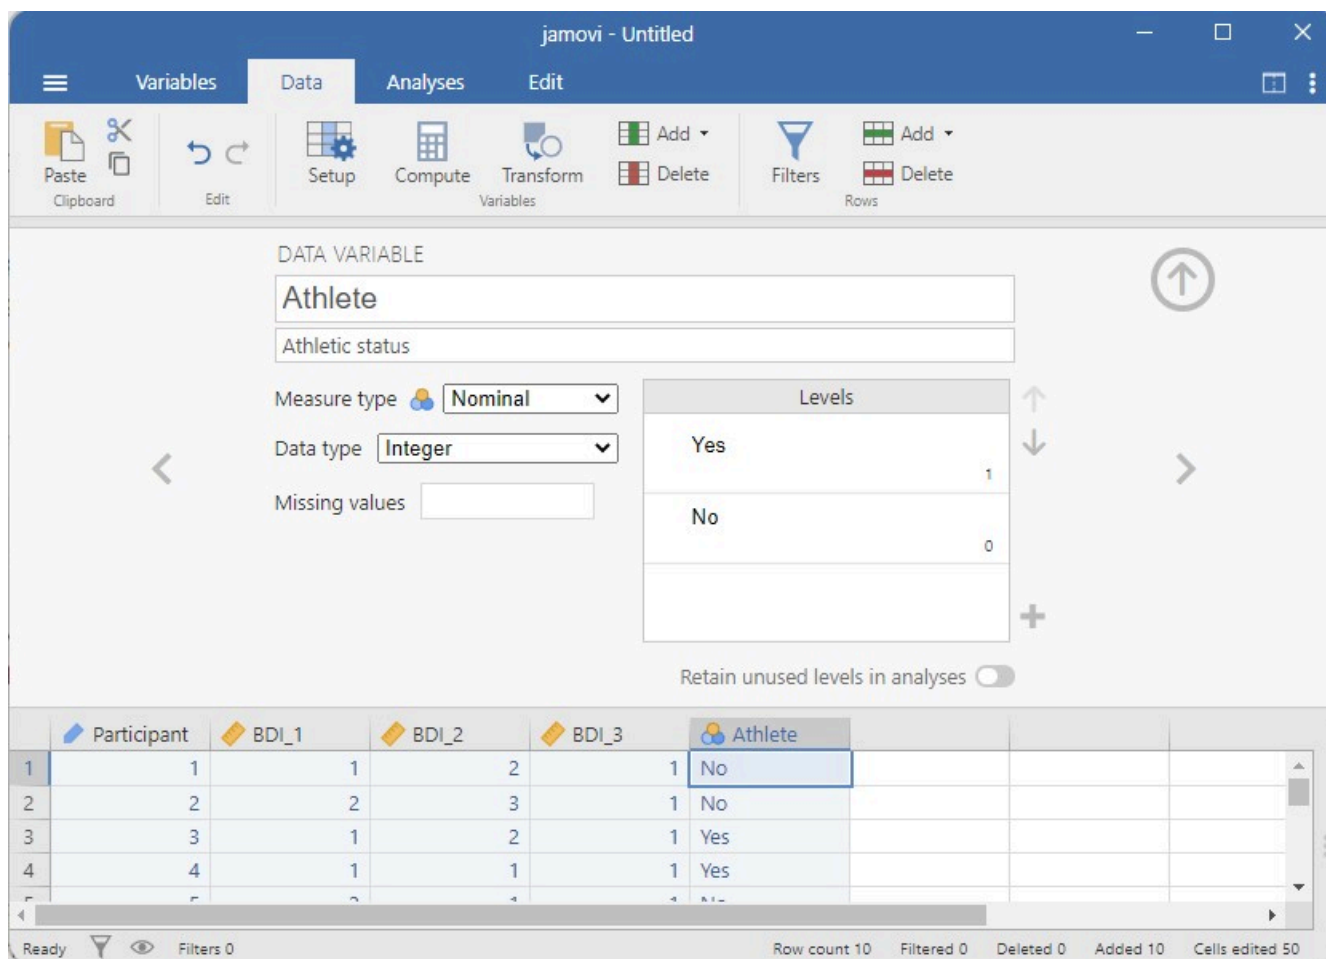 jamovi - Untitled
Variables Data Analyses Edit
Paste Setup Compute Transform Add Delete Filters Add Delete
Clipboard Edit Variables Rows
DATA VARIABLE
Athlete
Athletic status
Measure type Nominal Levels
Yes
Data type Integer
1
Missing values
No
0
Retain unused levels in analyses
Participant BDI_1 BDI_2 BDI_3 Athlete
1 1 1 2 1 No
2 2 2 3 1 No
3 3 1 2 1 Yes
4 4 1 1 1 Yes
Ready Filters 0 Row count 10 Filtered 0 Deleted 0 Added 10 Cells edited 50